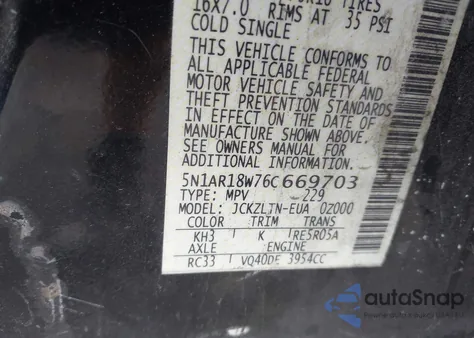 TIRES
16X7.0 RIMS AT 35 PSI
COLD SINGLE
THIS VEHICLE CONFORMS TO
ALL APPLICABLE FEDERAL
MOTOR VEHICLE SAFETY AND
THEFT PREVENTION STANDARDS
IN EFFECT ON THE DATE OF
MANUFACTURE SHOWN ABOVE.
SEE OWNERS MANUAL FOR
ADDITIONAL INFORMATION
5N1AR18W76C669703
TYPE: MPV 229
MODEL: JCKZLTN-EUA 0Z000
COLOR TRIM TRANS
KH3 K RE5R05A
AXLE ENGINE
RC33 VQ40DE 3954CC
autoSnap